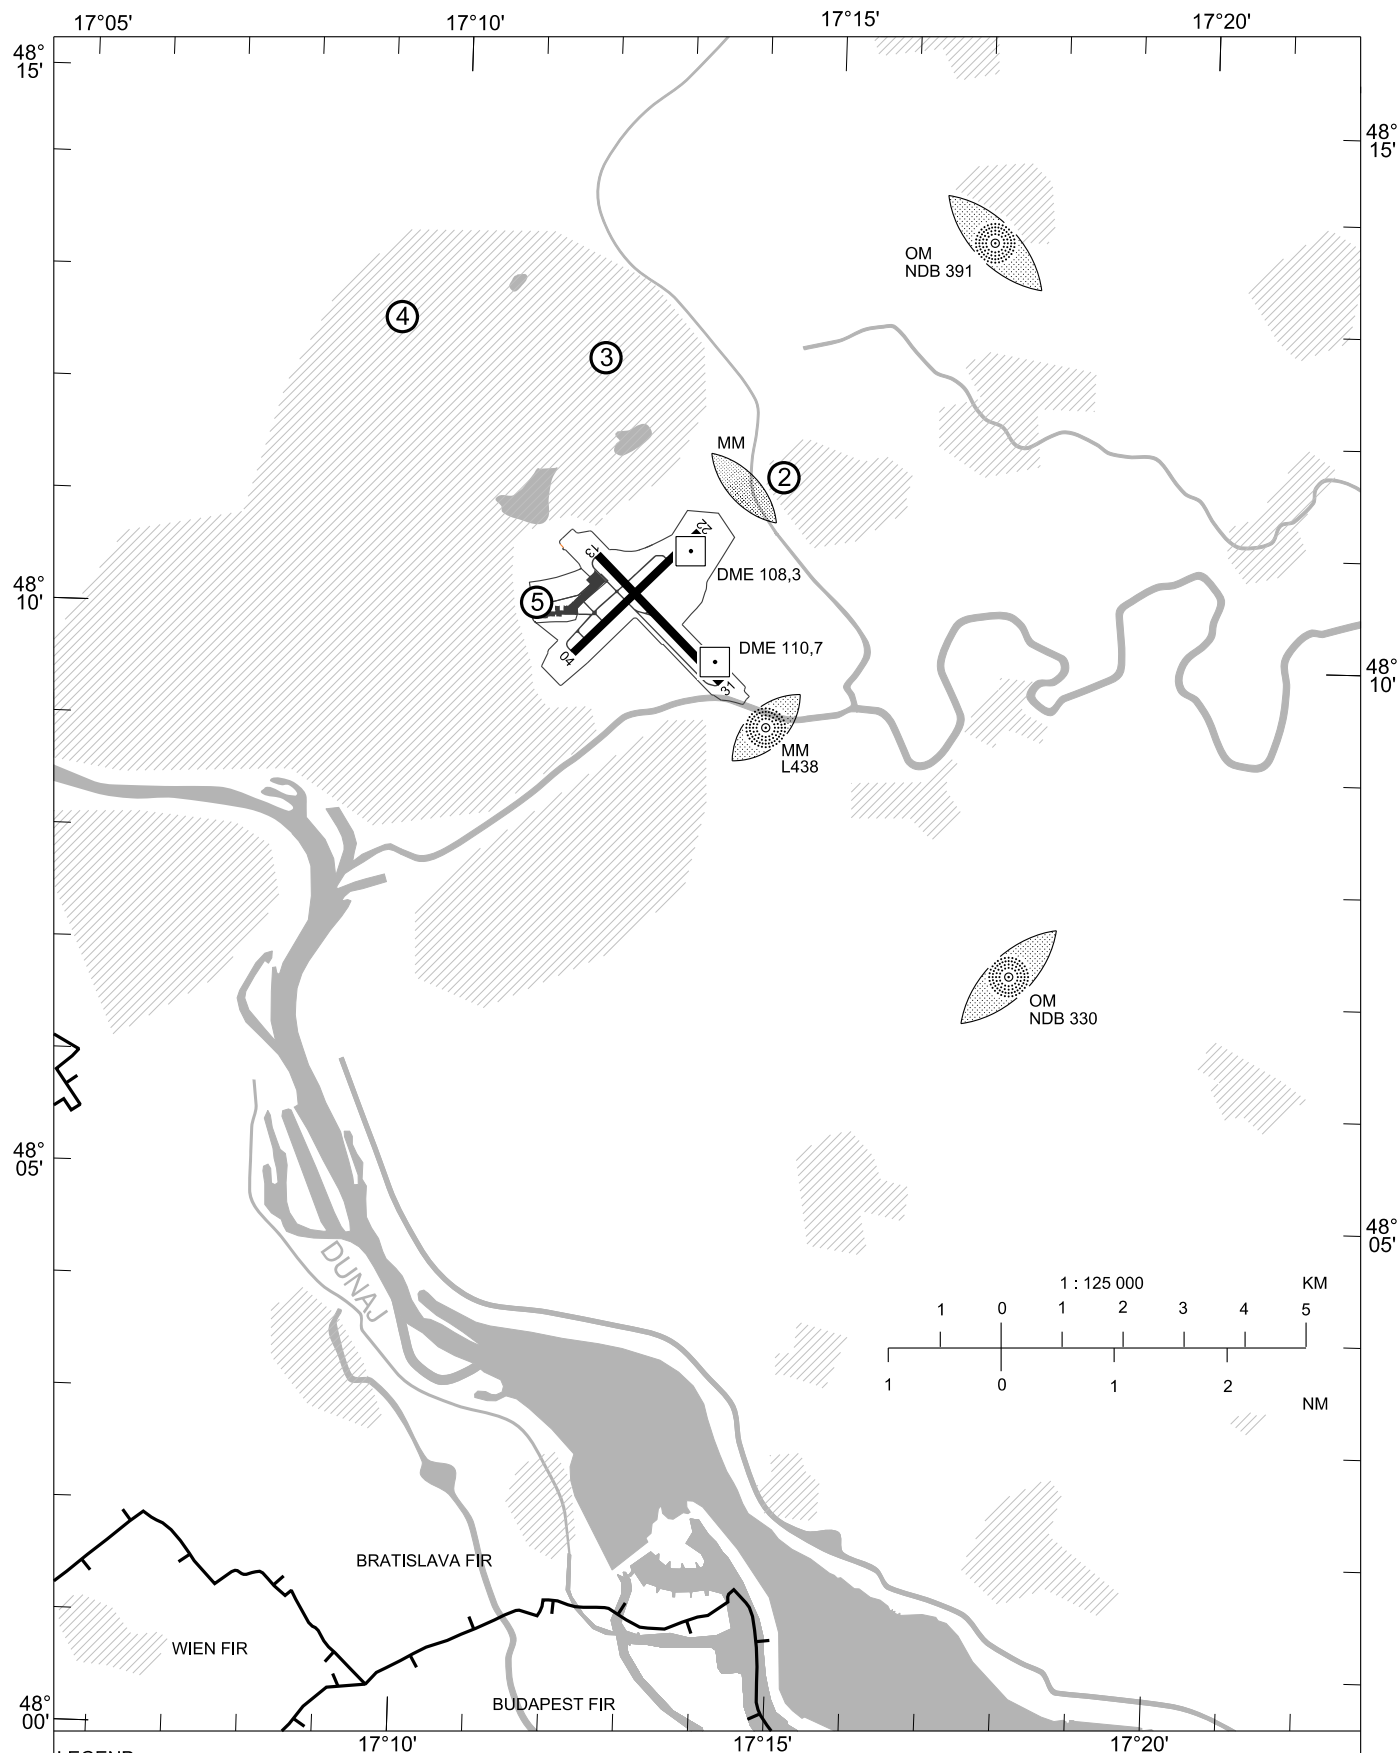 17°05'
17°10'
17°15'
17°20'
48°
15'
48°
15'
OM
NDB 391
4
3
MM
2
22
13
DME 108,3
48°
10'
5
04
DME 110,7
31
48°
10'
MM
L438
OM
NDB 330
48°
05'
48°
05'
DUNAJ
1 : 125 000
KM
1 0 1 2 3 4 5
1 0 1 2
NM
BRATISLAVA FIR
WIEN FIR
BUDAPEST FIR
48°
00'
17°10'
17°15'
17°20'
LEGEND